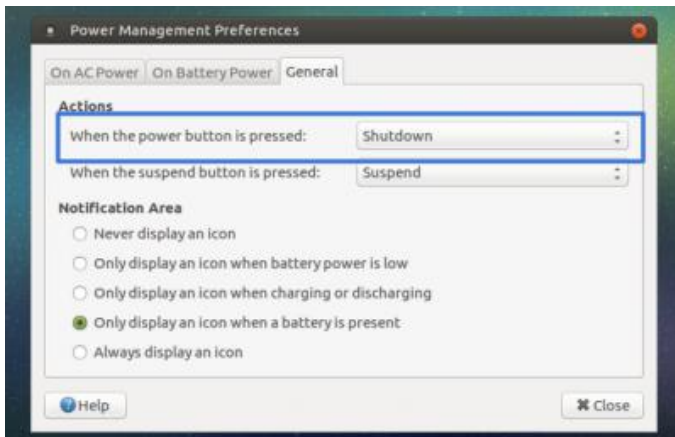 Power Management Preferences
On AC Power On Battery Power General
Actions
When the power button is pressed: Shutdown
When the suspend button is pressed: Suspend
Notification Area
Never display an icon
Only display an icon when battery power is low
Only display an icon when charging or discharging
Only display an icon when a battery is present
Always display an icon
Help Close